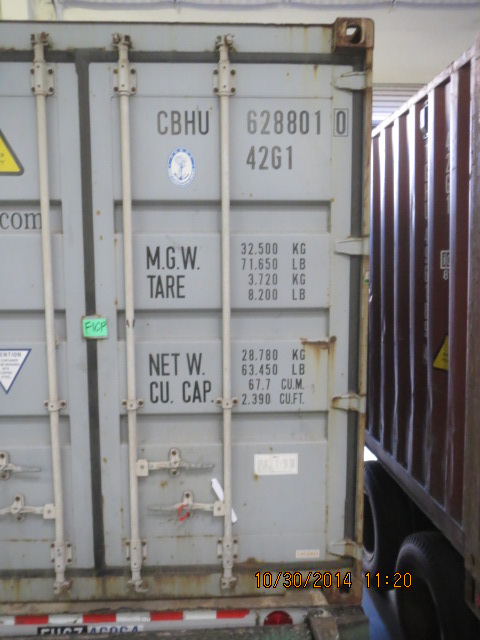 CBHU 628801 0
42G1
.com
M.G.W. 32.500 KG
71.650 LB
TARE 3.720 KG
8.200 LB
FICP
NET W. 28.780 KG
63.450 LB
CU. CAP. 67.7 CU.M.
2.390 CU.FT.
10/30/2014 11:20